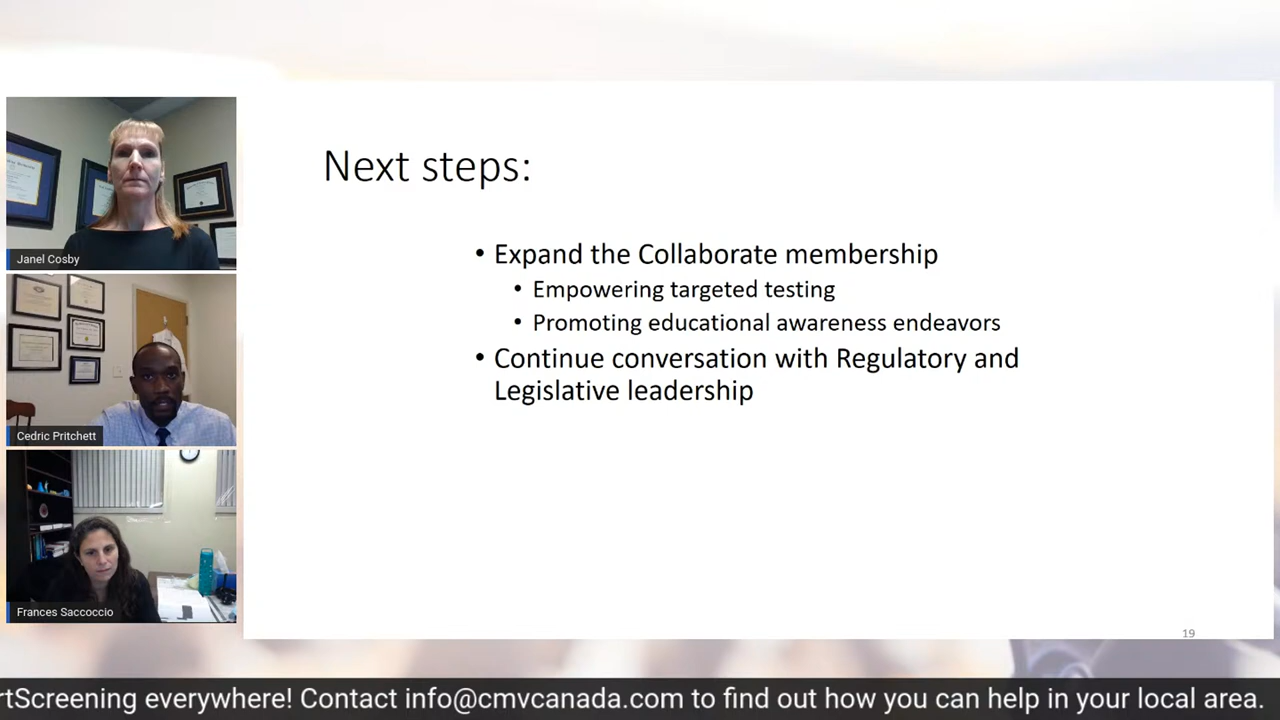 Janel Cosby
Cedric Pritchett
Frances Saccoccio
Next steps:
• Expand the Collaborate membership
• Empowering targeted testing
• Promoting educational awareness endeavors
• Continue conversation with Regulatory and
Legislative leadership
19
rtScreening everywhere! Contact info@cmvcanada.com to find out how you can help in your local area.